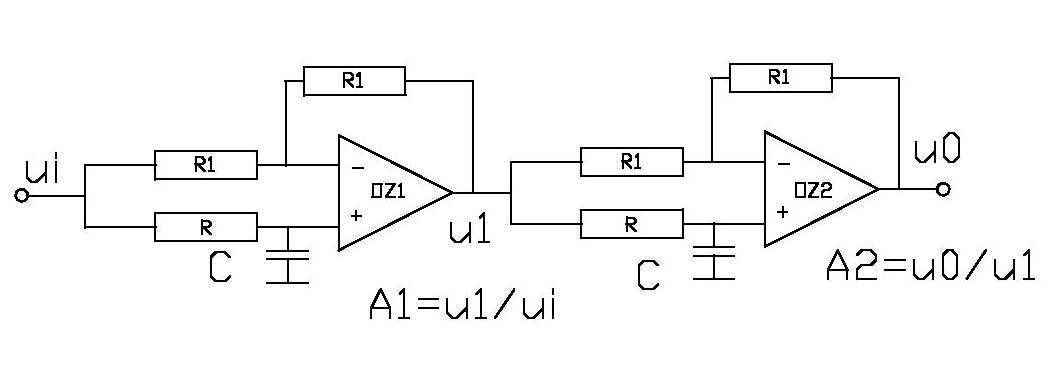 R1
R1
ui
R1
R1
OZ1
OZ2
u0
+
+
R
R
u1
C
C
A2=u0/u1
A1=u1/ui